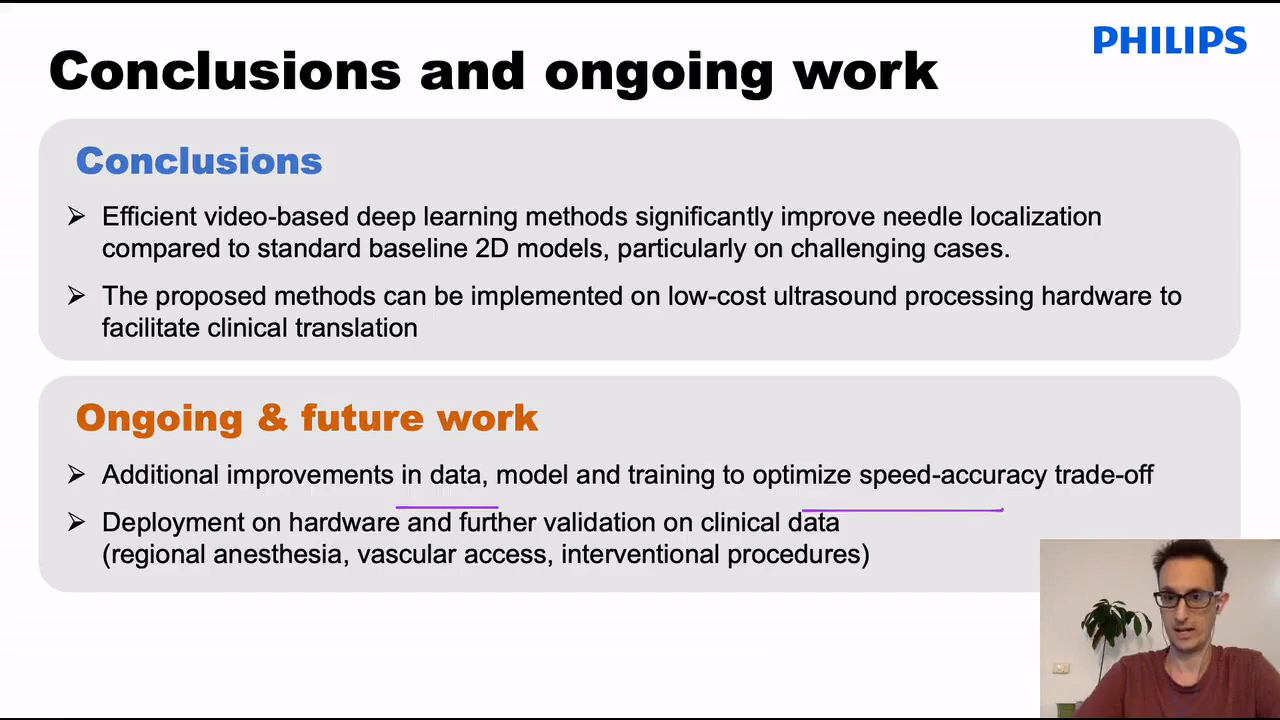 PHILIPS
Conclusions and ongoing work
Conclusions
Efficient video-based deep learning methods significantly improve needle localization
compared to standard baseline 2D models, particularly on challenging cases.
The proposed methods can be implemented on low-cost ultrasound processing hardware to
facilitate clinical translation
Ongoing & future work
Additional improvements in data, model and training to optimize speed-accuracy trade-off
Deployment on hardware and further validation on clinical data
(regional anesthesia, vascular access, interventional procedures)